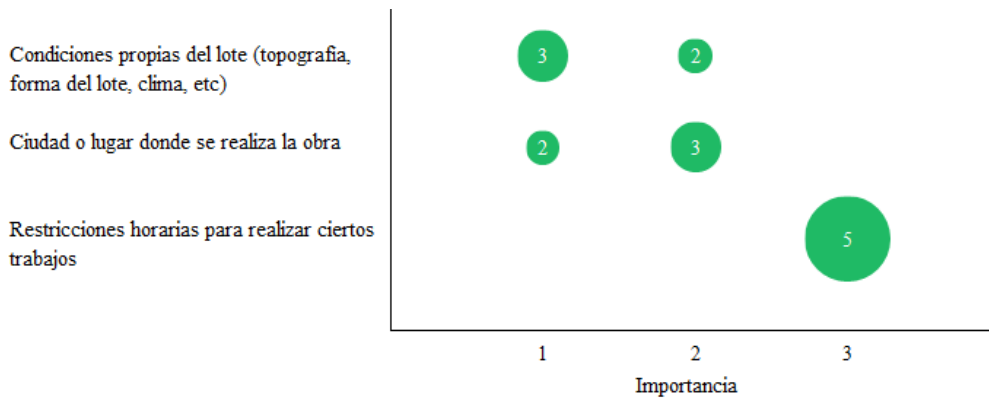 Condiciones propias del lote (topografía,
forma del lote, clima, etc)
3
2
Ciudad o lugar donde se realiza la obra
2
3
Restricciones horarias para realizar ciertos
trabajos
5
1
2
3
Importancia